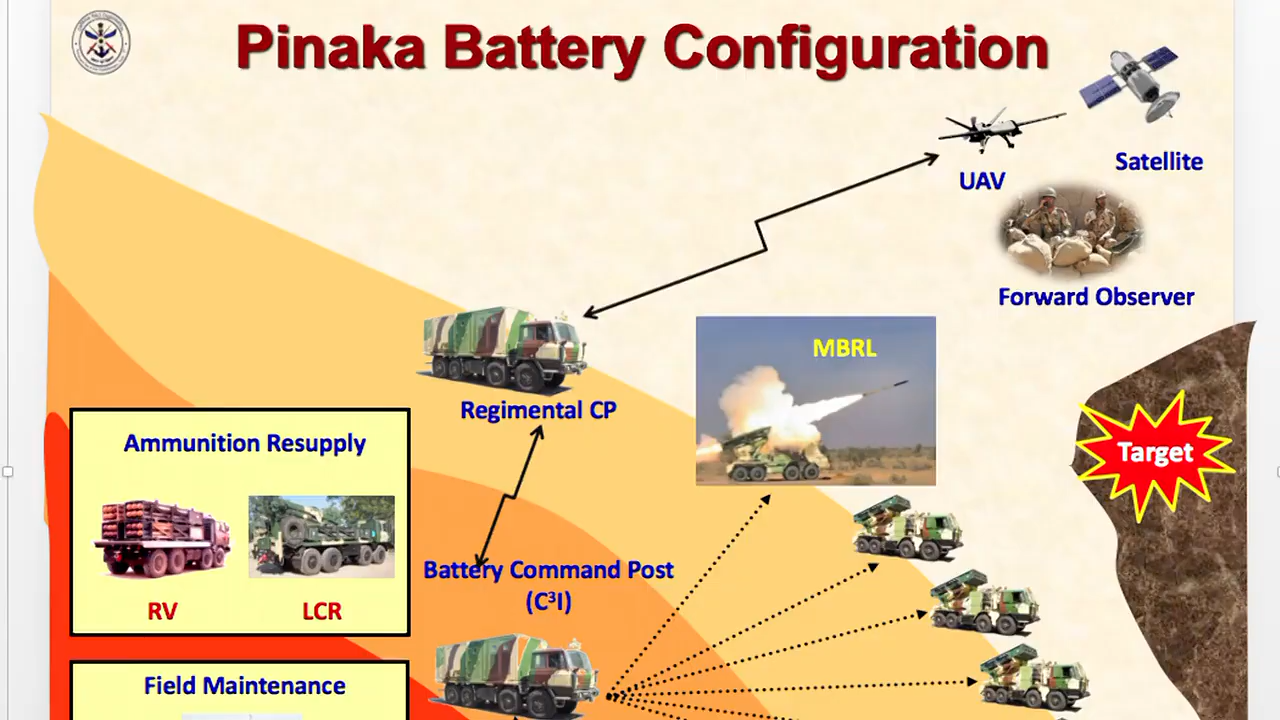 Pinaka Battery Configuration
Satellite
UAV
Forward Observer
MBRL
Regimental CP
Target
Ammunition Resupply
RV
LCR
Battery Command Post
(C³I)
Field Maintenance